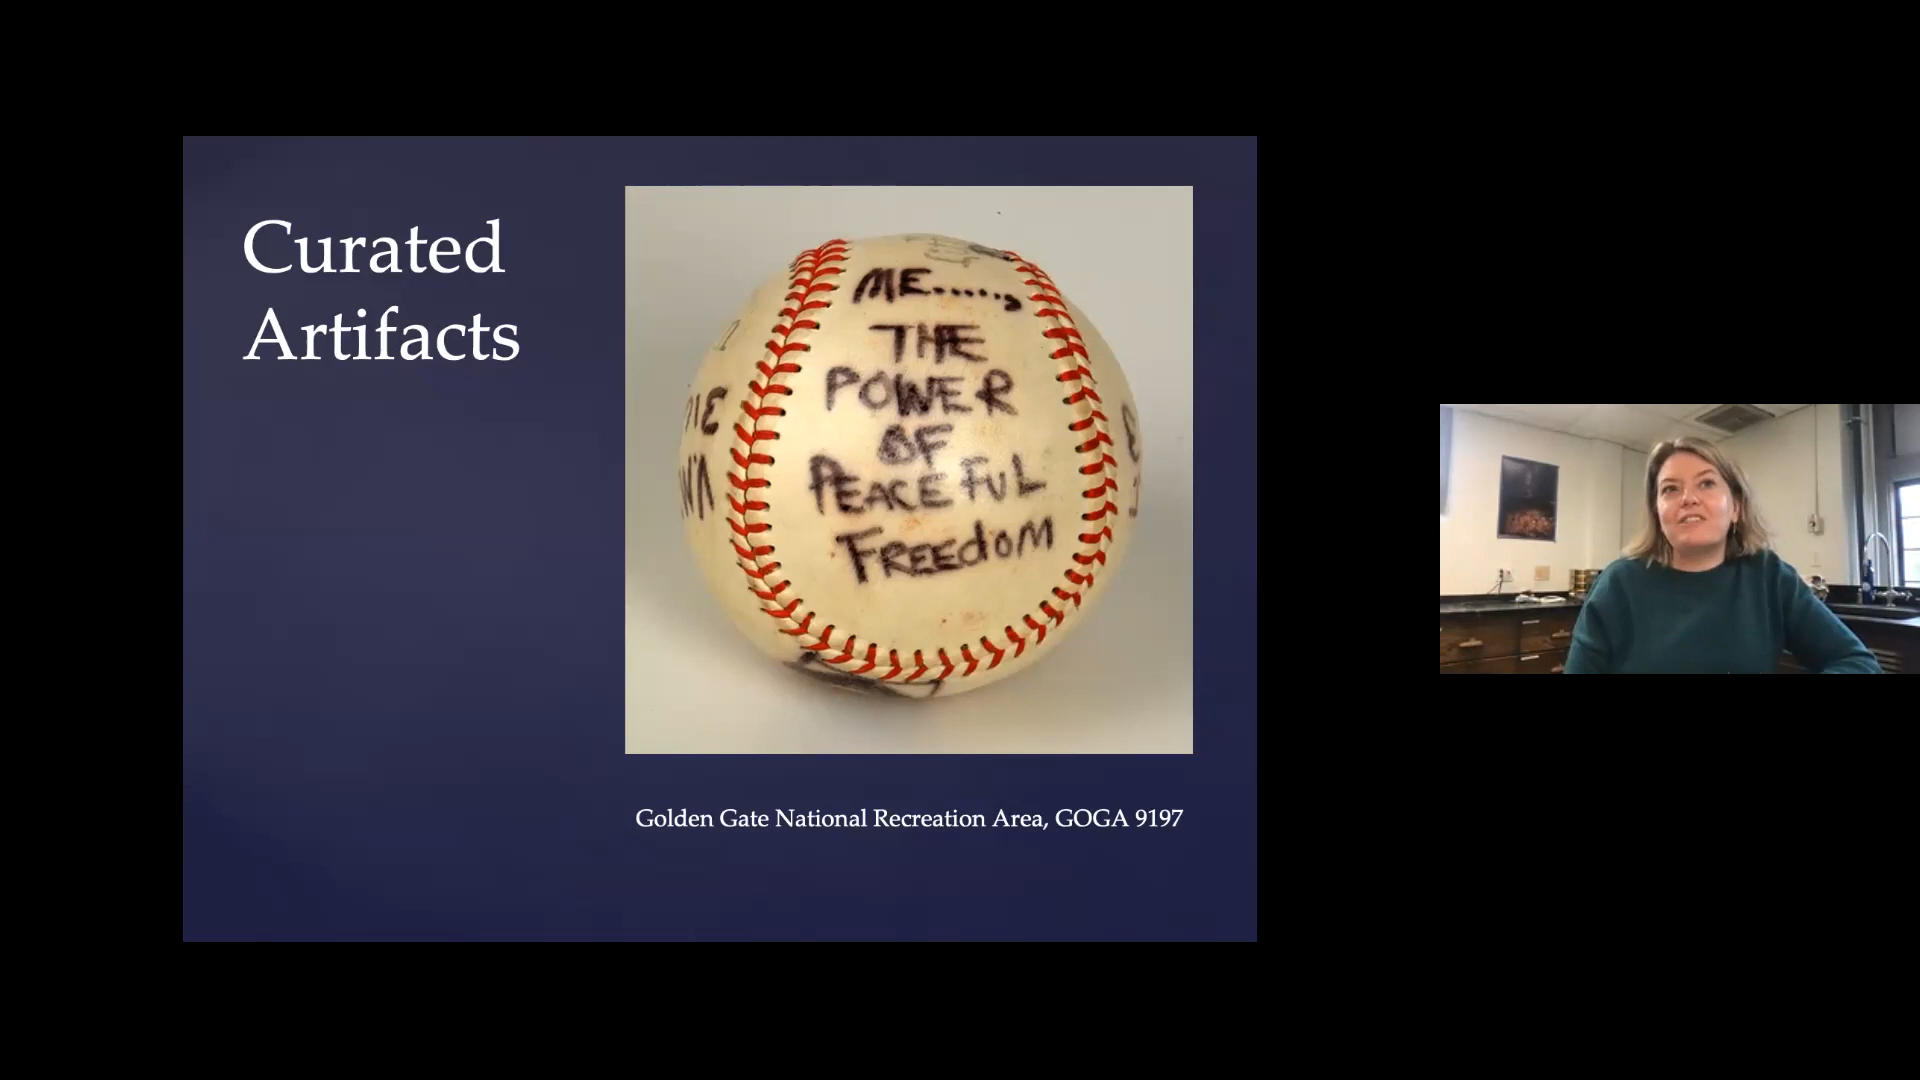 Curated
Artifacts
ME......,
THE
POWER
OF
PEACEFUL
FREEdOM
Golden Gate National Recreation Area, GOGA 9197